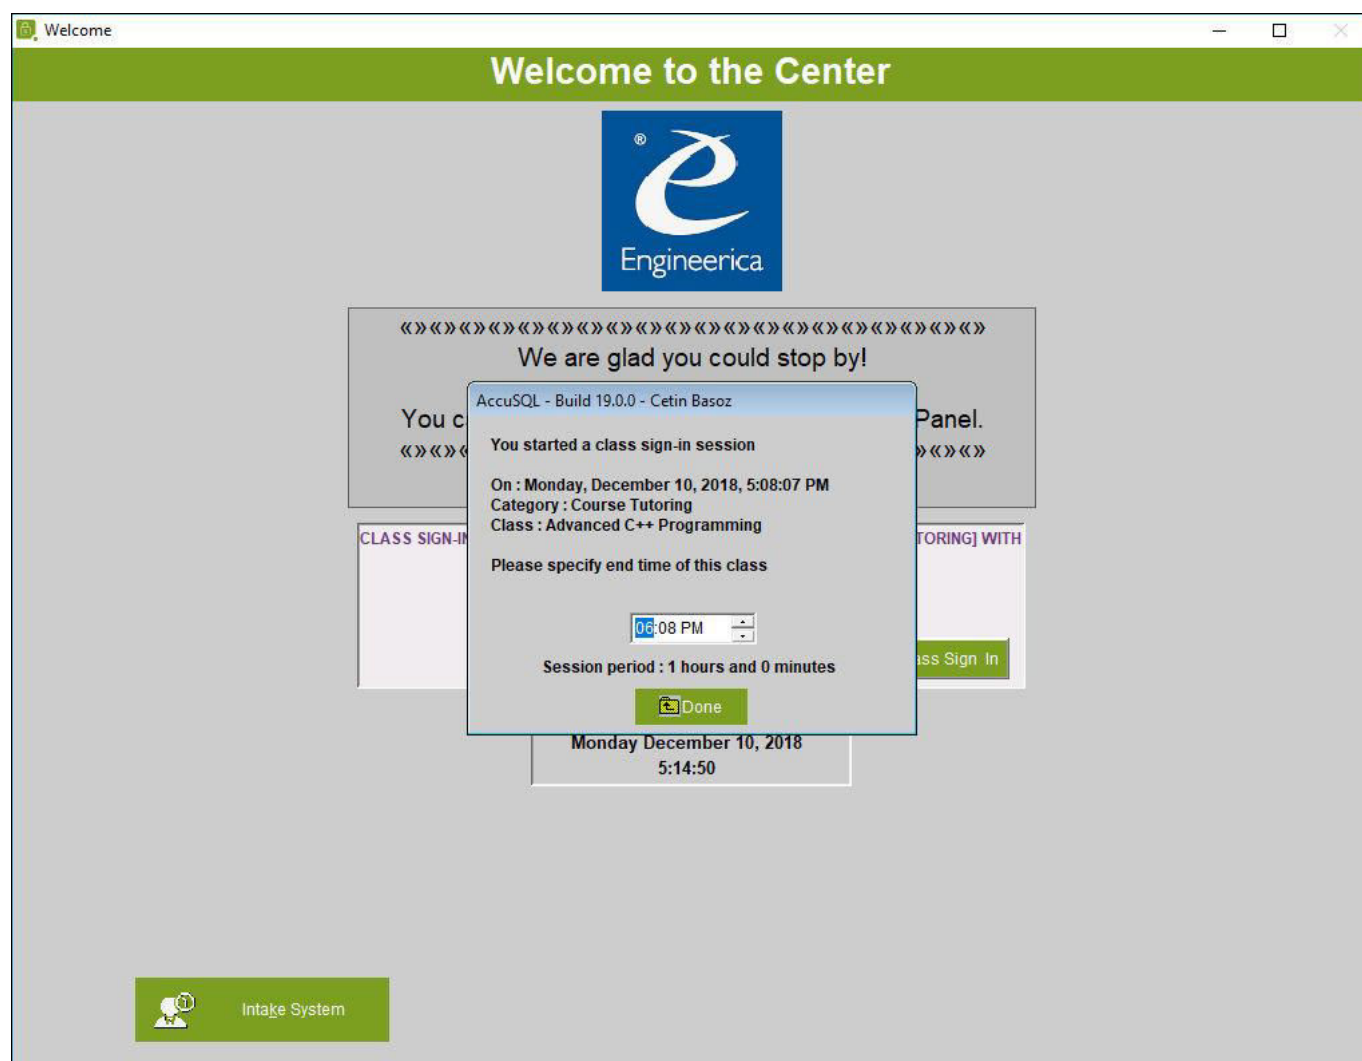 Welcome
Welcome to the Center
®
Engineerica
«»«»«»«»«»«»«»«»«»«»«»«»«»«»«»«»«»«»«»«»
We are glad you could stop by!
AccuSQL - Build 19.0.0 - Cetin Basoz
You Panel.
You started a class sign-in session
On : Monday, December 10, 2018, 5:08:07 PM
Category : Course Tutoring
Class : Advanced C++ Programming
CLASS SIGN-IN WITH
Please specify end time of this class
06:08 PM
Session period : 1 hours and 0 minutes
Sign In
Done
Monday December 10, 2018
5:14:50
Intake System